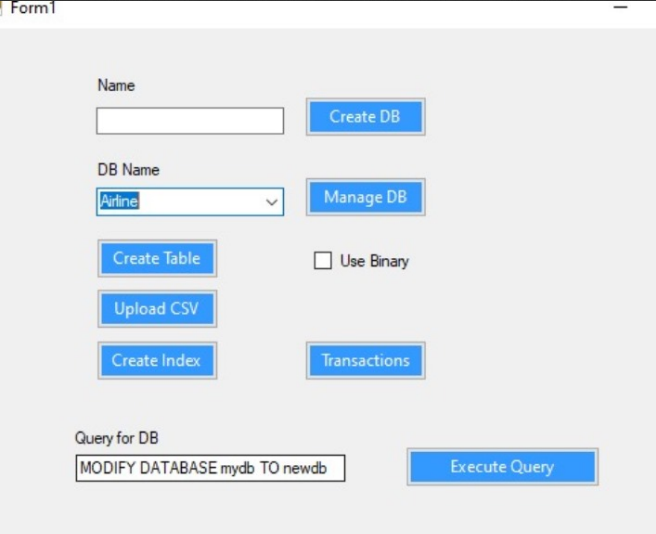 Form1
Name
Create DB
DB Name
Airline
Manage DB
Create Table
Use Binary
Upload CSV
Create Index
Transactions
Query for DB
MODIFY DATABASE mydb TO newdb
Execute Query